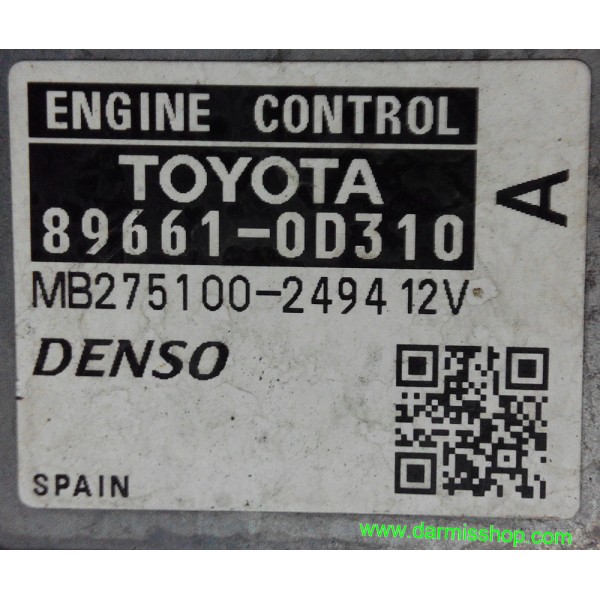 ENGINE CONTROL
TOYOTA
89661-0D310
A
MB275100-2494 12V
DENSO
SPAIN
www.darmisshop.com